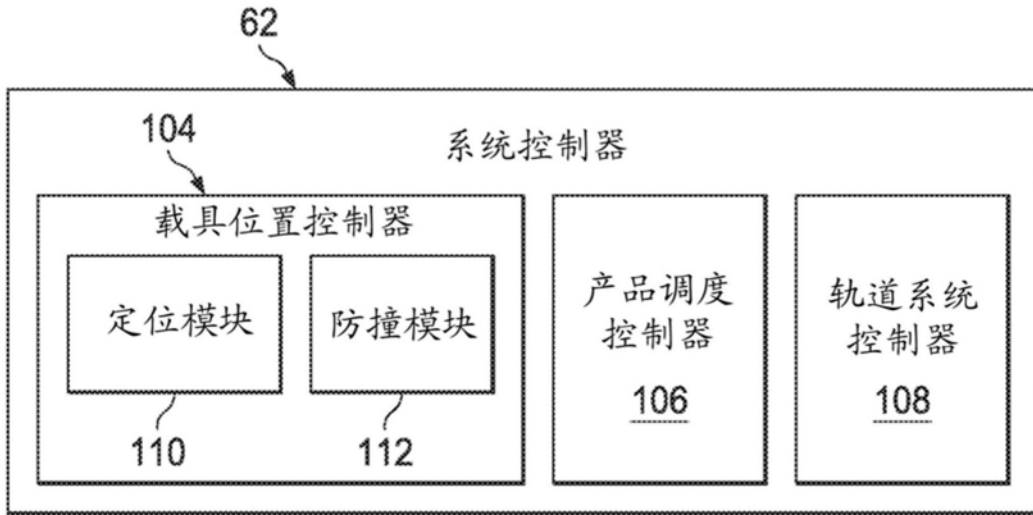 62
104
系统控制器
载具位置控制器
定位模块
防撞模块
110
112
产品调度
控制器
106
轨道系统
控制器
108